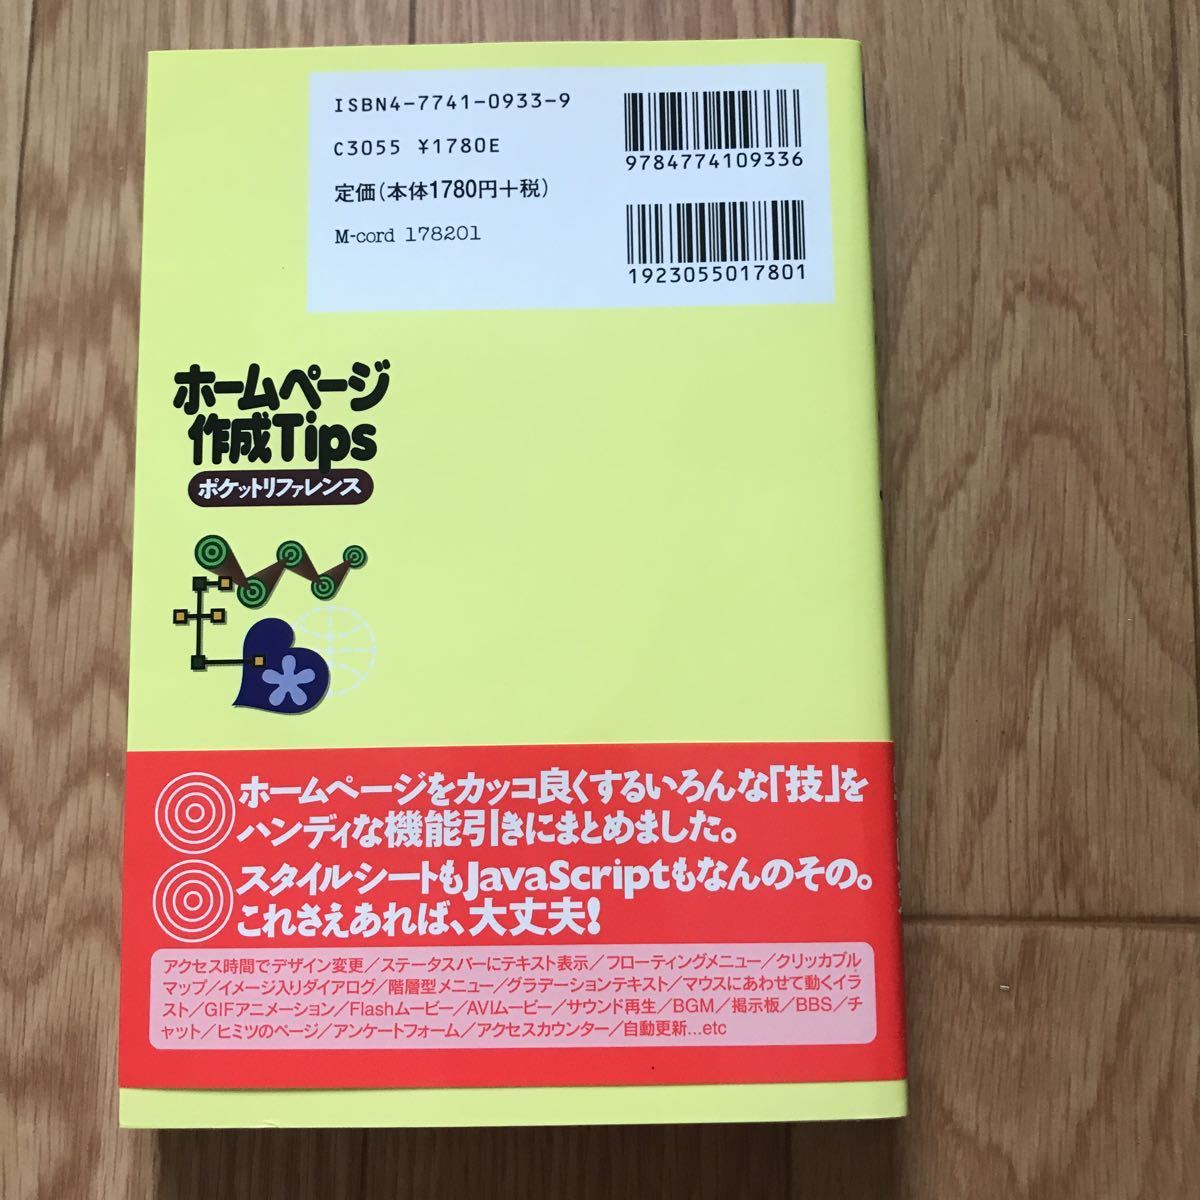 ISBN4-7741-0933-9
C3055 ¥1780E
定価(本体1780円+税)
M-cord 178201
9784774109336
1923055017801
ホームページ
作成Tips
ポケットリファレンス
ホームページをカッコ良くするいろんな「技」を
ハンディな機能引きにまとめました。
スタイルシートもJavaScriptもなんのその。
これさえあれば、大丈夫!
アクセス時間でデザイン変更/ステータスバーにテキスト表示/フローティングメニュー/クリッカブル
マップ/イメージ入りダイアログ/階層型メニュー/グラデーションテキスト/マウスにあわせて動くイラ
スト/GIFアニメーション/Flashムービー/AVIムービー/サウンド再生/BGM/掲示板/BBS/チ
ャット/ヒミツのページ/アンケートフォーム/アクセスカウンター/自動更新...etc